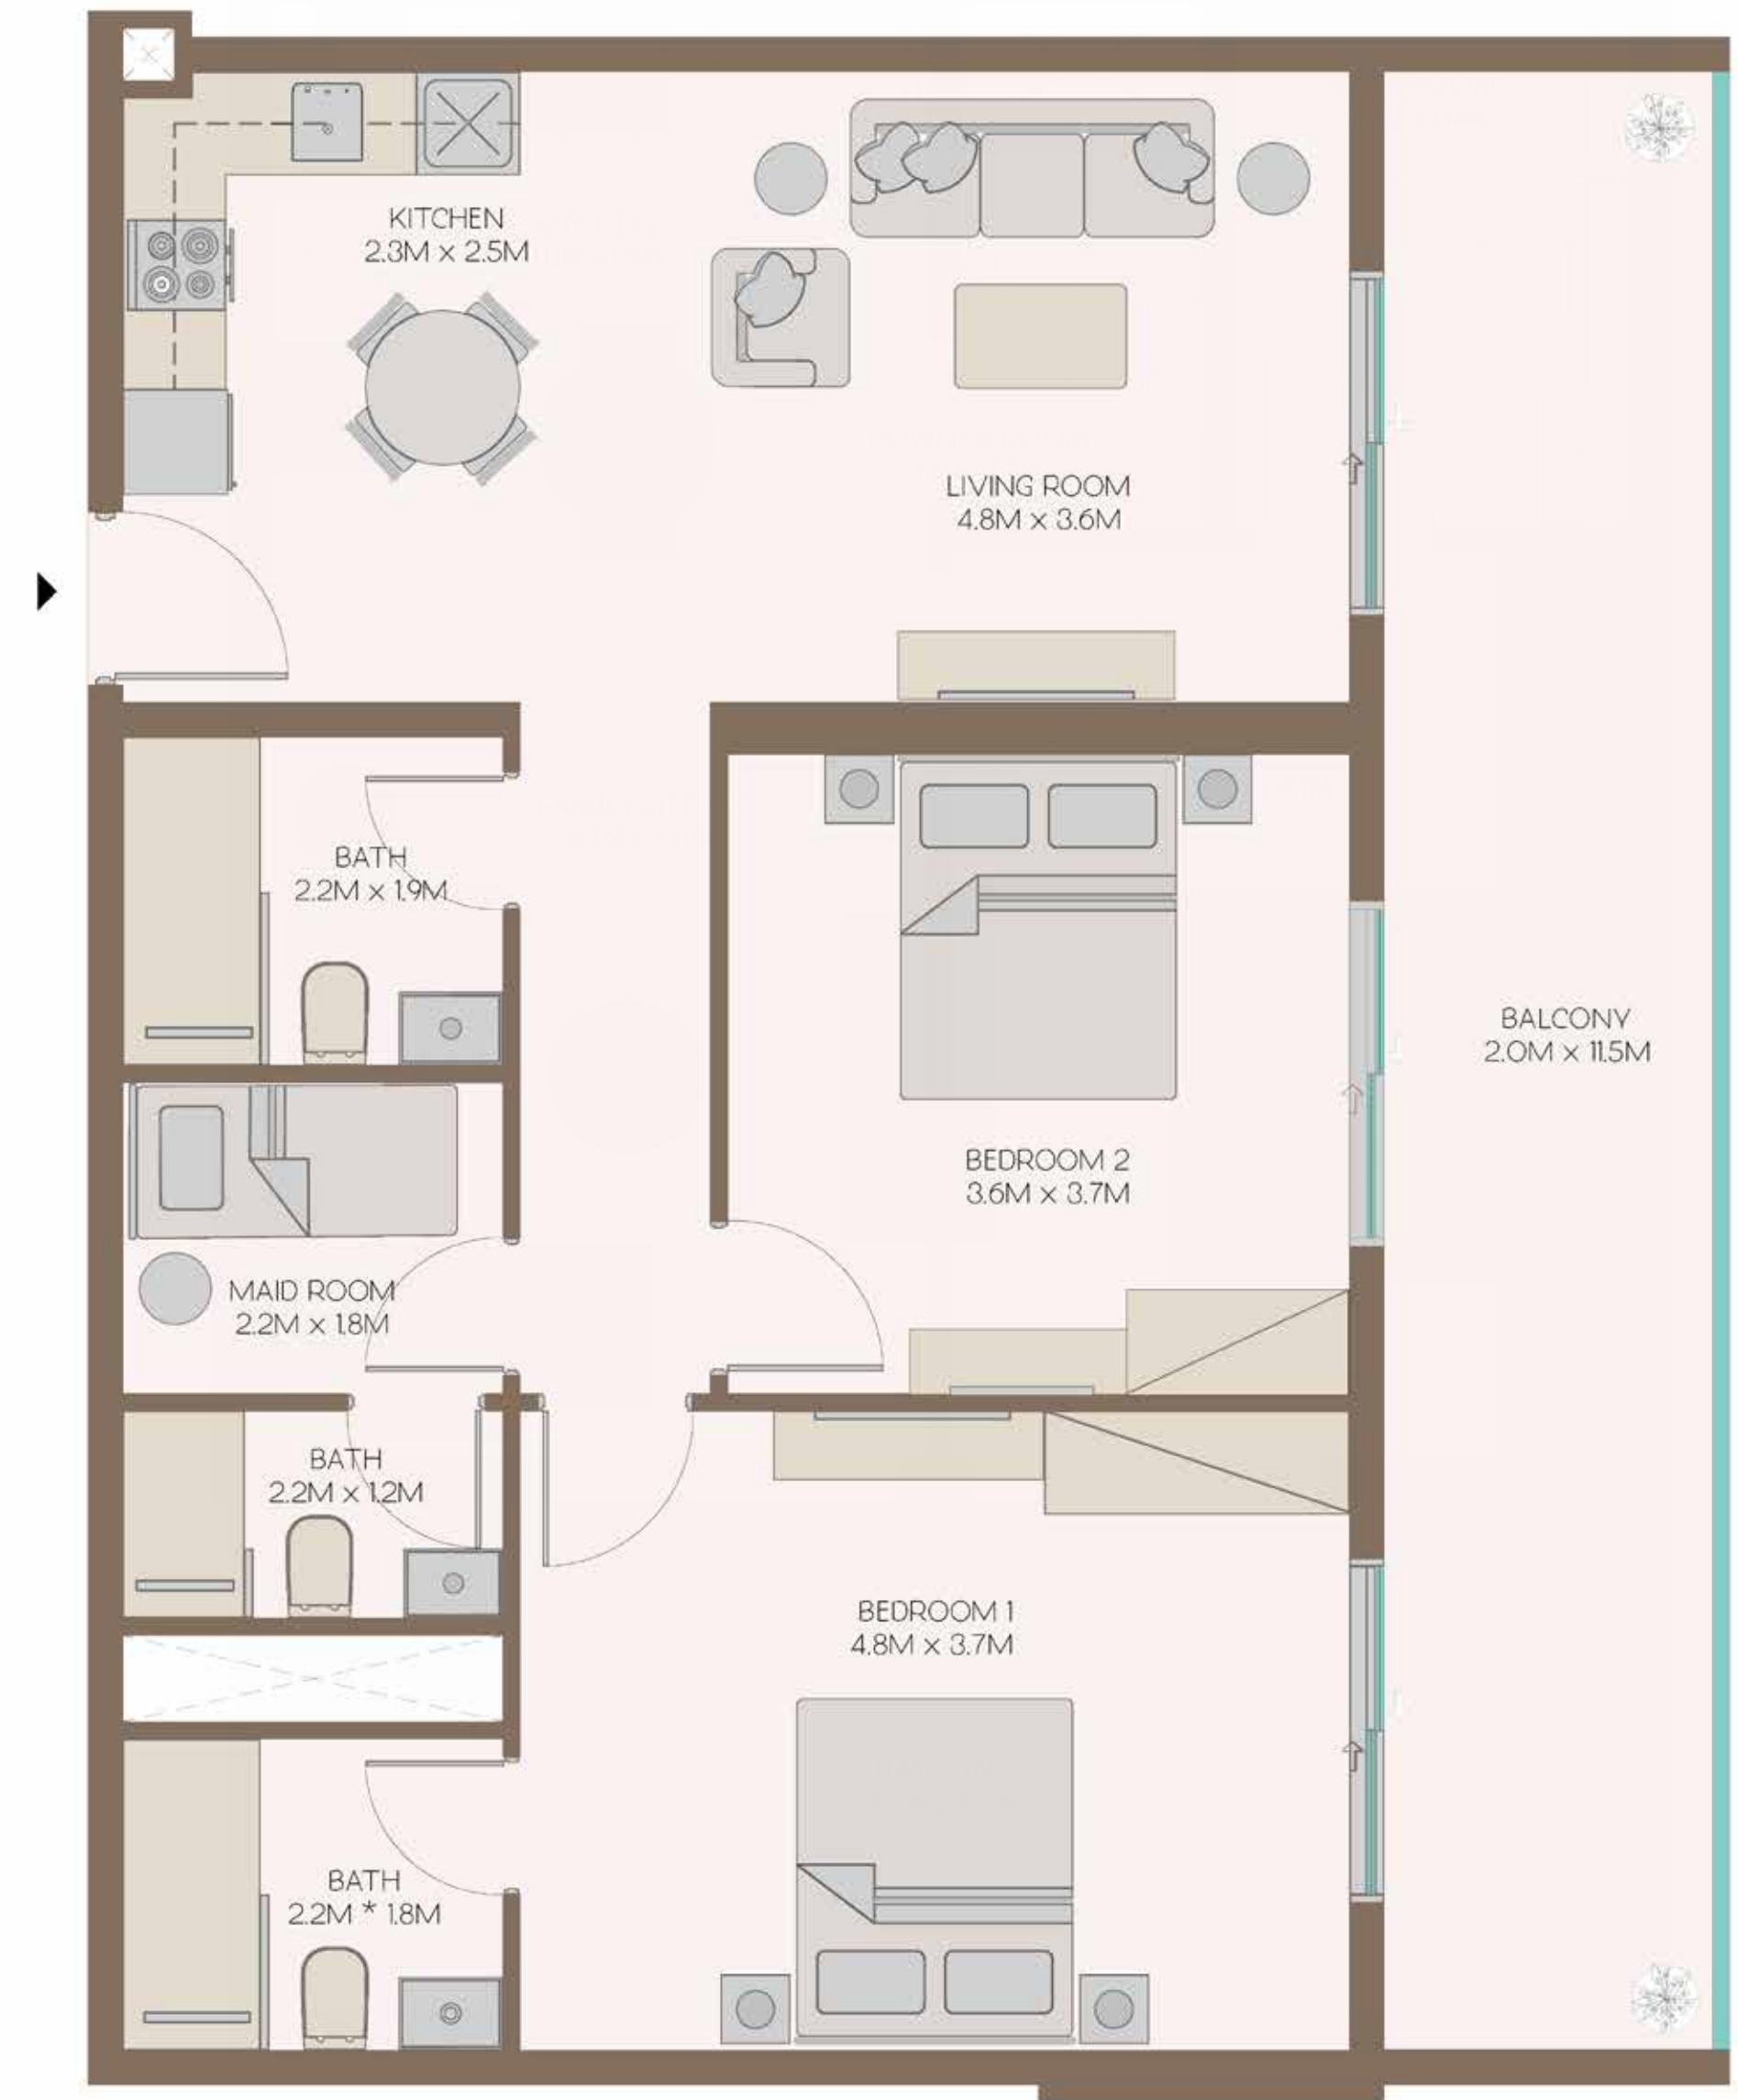 KITCHEN
2.3M x 2.5M
LIVING ROOM
4.8M x 3.6M
BATH
2.2M x 1.9M
BALCONY
2.0M x 11.5M
BEDROOM 2
3.6M x 3.7M
MAID ROOM
2.2M x 1.8M
BATH
2.2M x 1.2M
BEDROOM 1
4.8M x 3.7M
BATH
2.2M * 1.8M